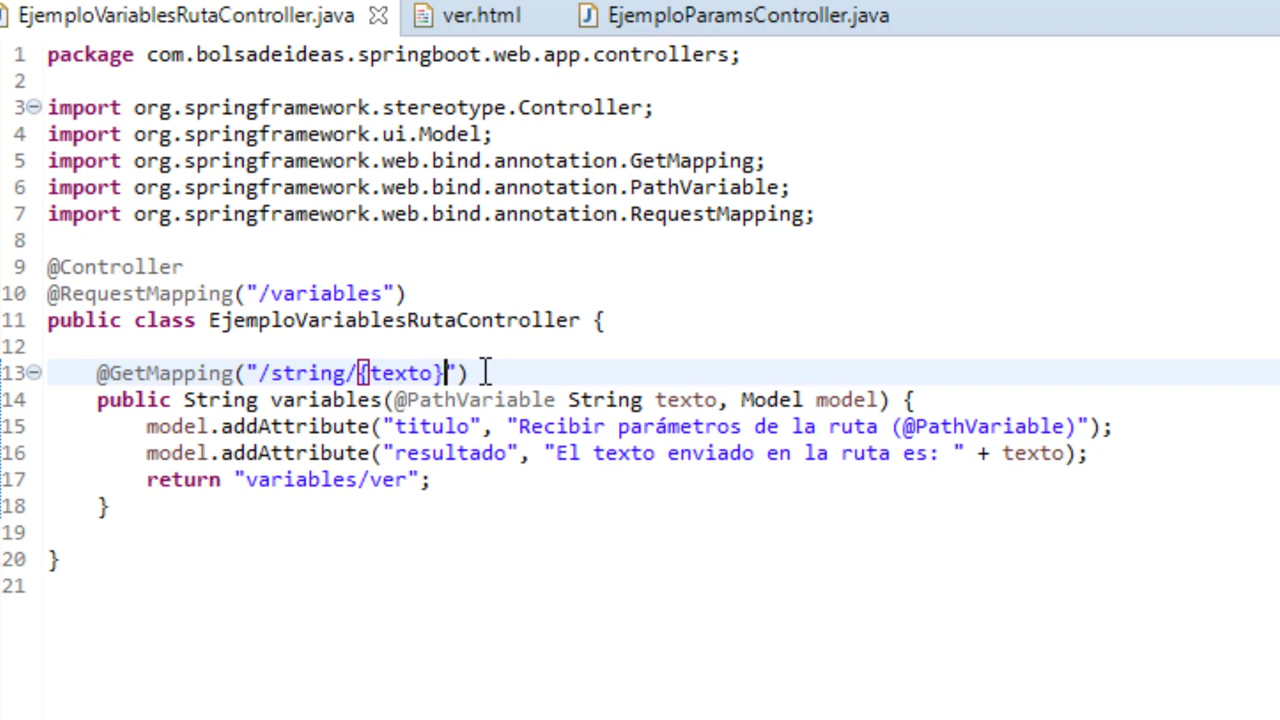 EjemploVariablesRutaController.java ver.html EjemploParamsController.java
1 package com.bolsadeideas.springboot.web.app.controllers;
2
3 import org.springframework.stereotype.Controller;
4 import org.springframework.ui.Model;
5 import org.springframework.web.bind.annotation.GetMapping;
6 import org.springframework.web.bind.annotation.PathVariable;
7 import org.springframework.web.bind.annotation.RequestMapping;
8
9 @Controller
10 @RequestMapping("/variables")
11 public class EjemploVariablesRutaController {
12
13 @GetMapping("/string/{texto}")
14 public String variables(@PathVariable String texto, Model model) {
15 model.addAttribute("titulo", "Recibir parámetros de la ruta (@PathVariable)");
16 model.addAttribute("resultado", "El texto enviado en la ruta es: " + texto);
17 return "variables/ver";
18 }
19
20 }
21